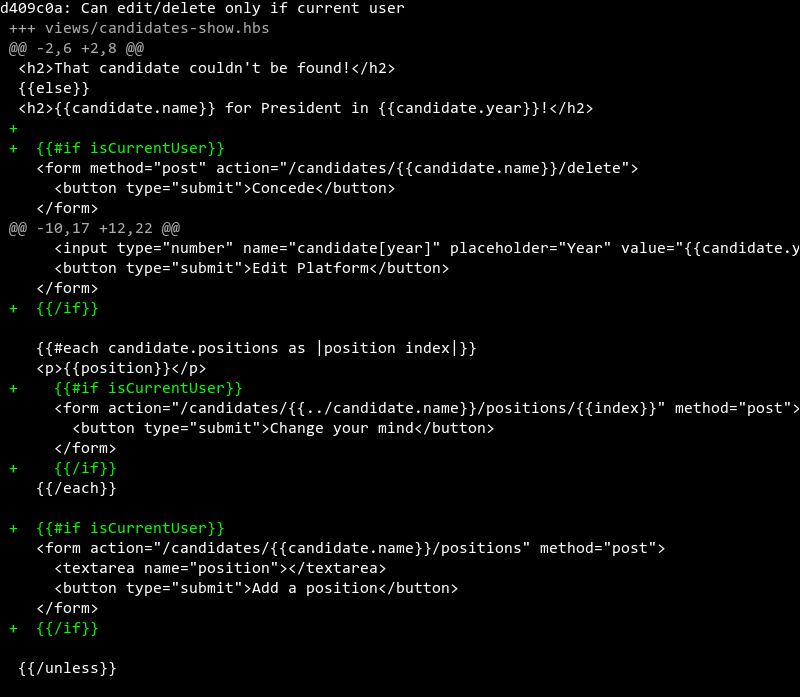 d409c0a: Can edit/delete only if current user
+++ views/candidates-show.hbs
@@ -2,6 +2,8 @@
<h2>That candidate couldn't be found!</h2>
{{else}}
<h2>{{candidate.name}} for President in {{candidate.year}}!</h2>
+
+  {{#if isCurrentUser}}
<form method="post" action="/candidates/{{candidate.name}}/delete">
<button type="submit">Concede</button>
</form>
@@ -10,17 +12,22 @@
<input type="number" name="candidate[year]" placeholder="Year" value="{{candidate.y
<button type="submit">Edit Platform</button>
</form>
+  {{/if}}
{{#each candidate.positions as |position index|}}
<p>{{position}}</p>
+    {{#if isCurrentUser}}
<form action="/candidates/{{../candidate.name}}/positions/{{index}}" method="post">
<button type="submit">Change your mind</button>
</form>
+    {{/if}}
{{/each}}
+  {{#if isCurrentUser}}
<form action="/candidates/{{candidate.name}}/positions" method="post">
<textarea name="position"></textarea>
<button type="submit">Add a position</button>
</form>
+  {{/if}}
{{/unless}}